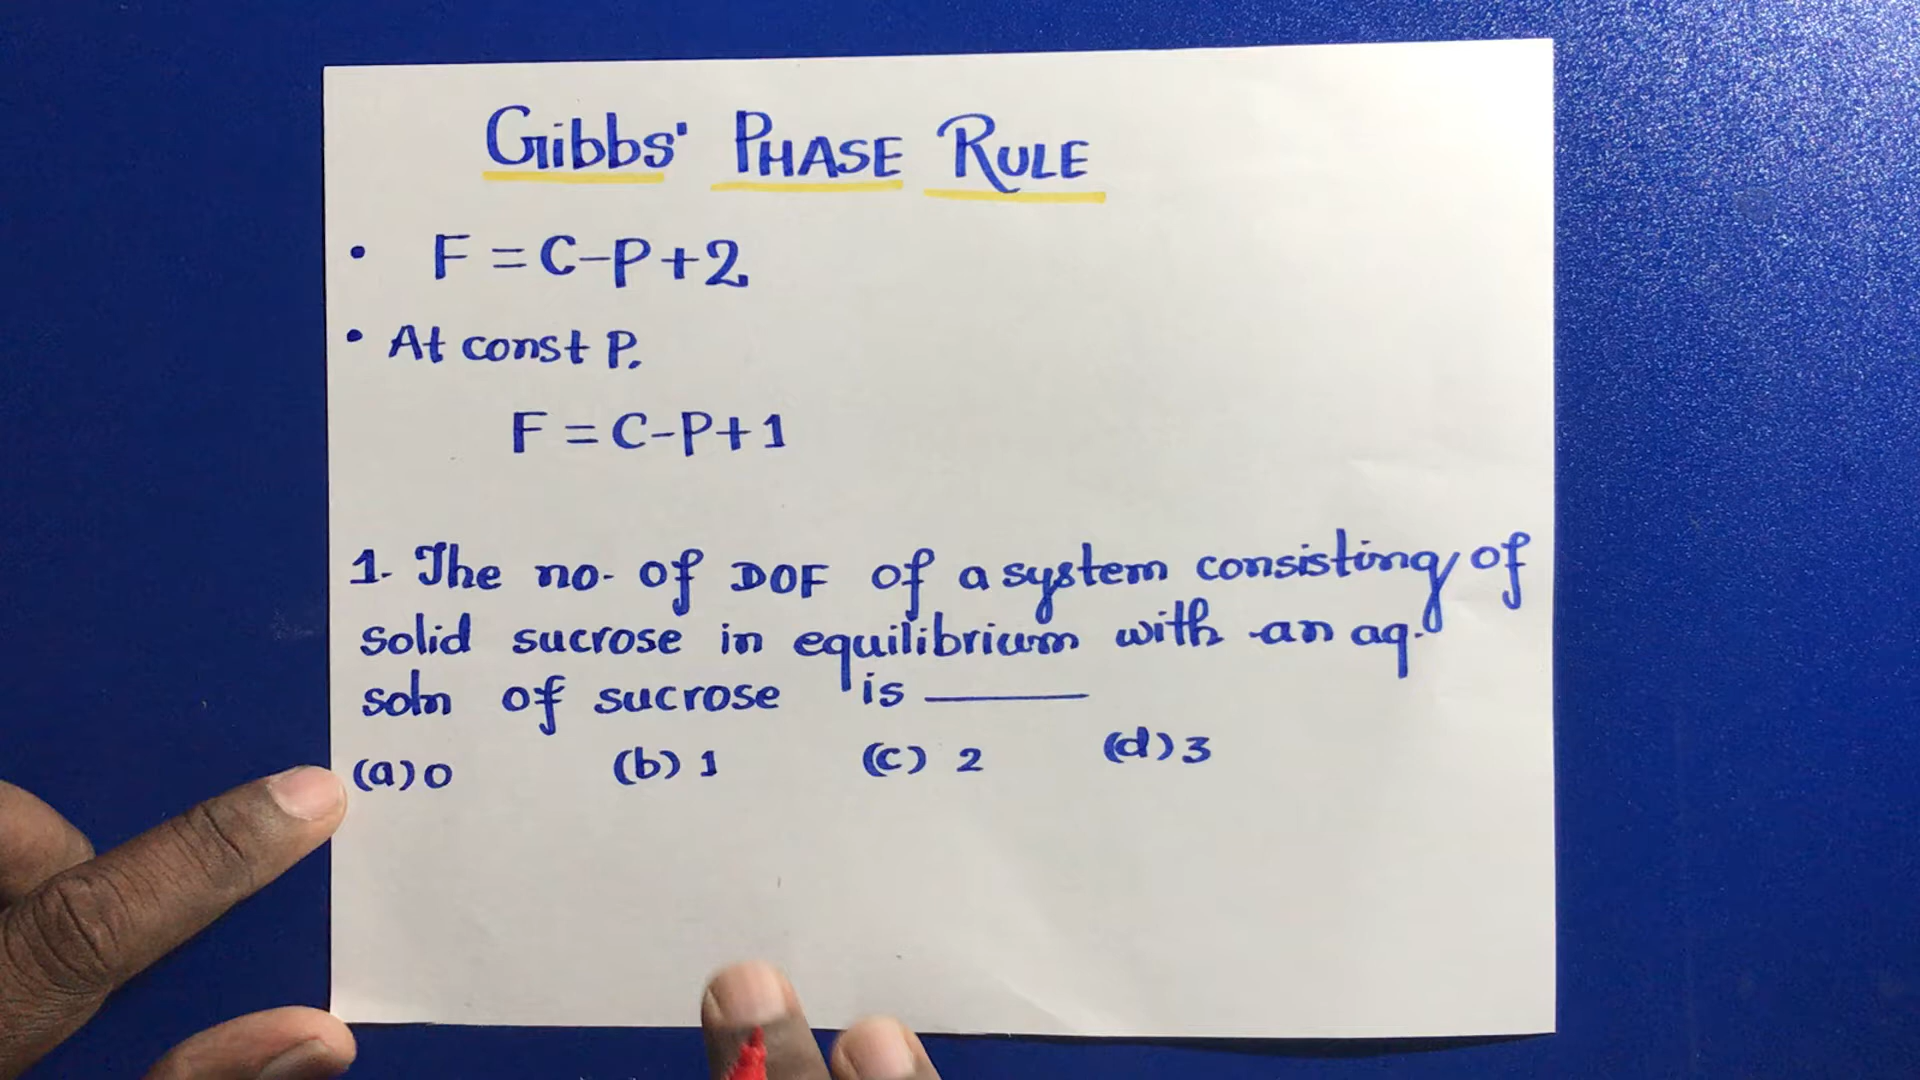 Gibbs' PHASE RULE
• F = C-P+2
• At const P.
F = C-P+1
1. The no. of DOF of a system consisting of
solid sucrose in equilibrium with an aq.
soln of sucrose is ____
(a) 0 (b) 1 (c) 2 (d) 3